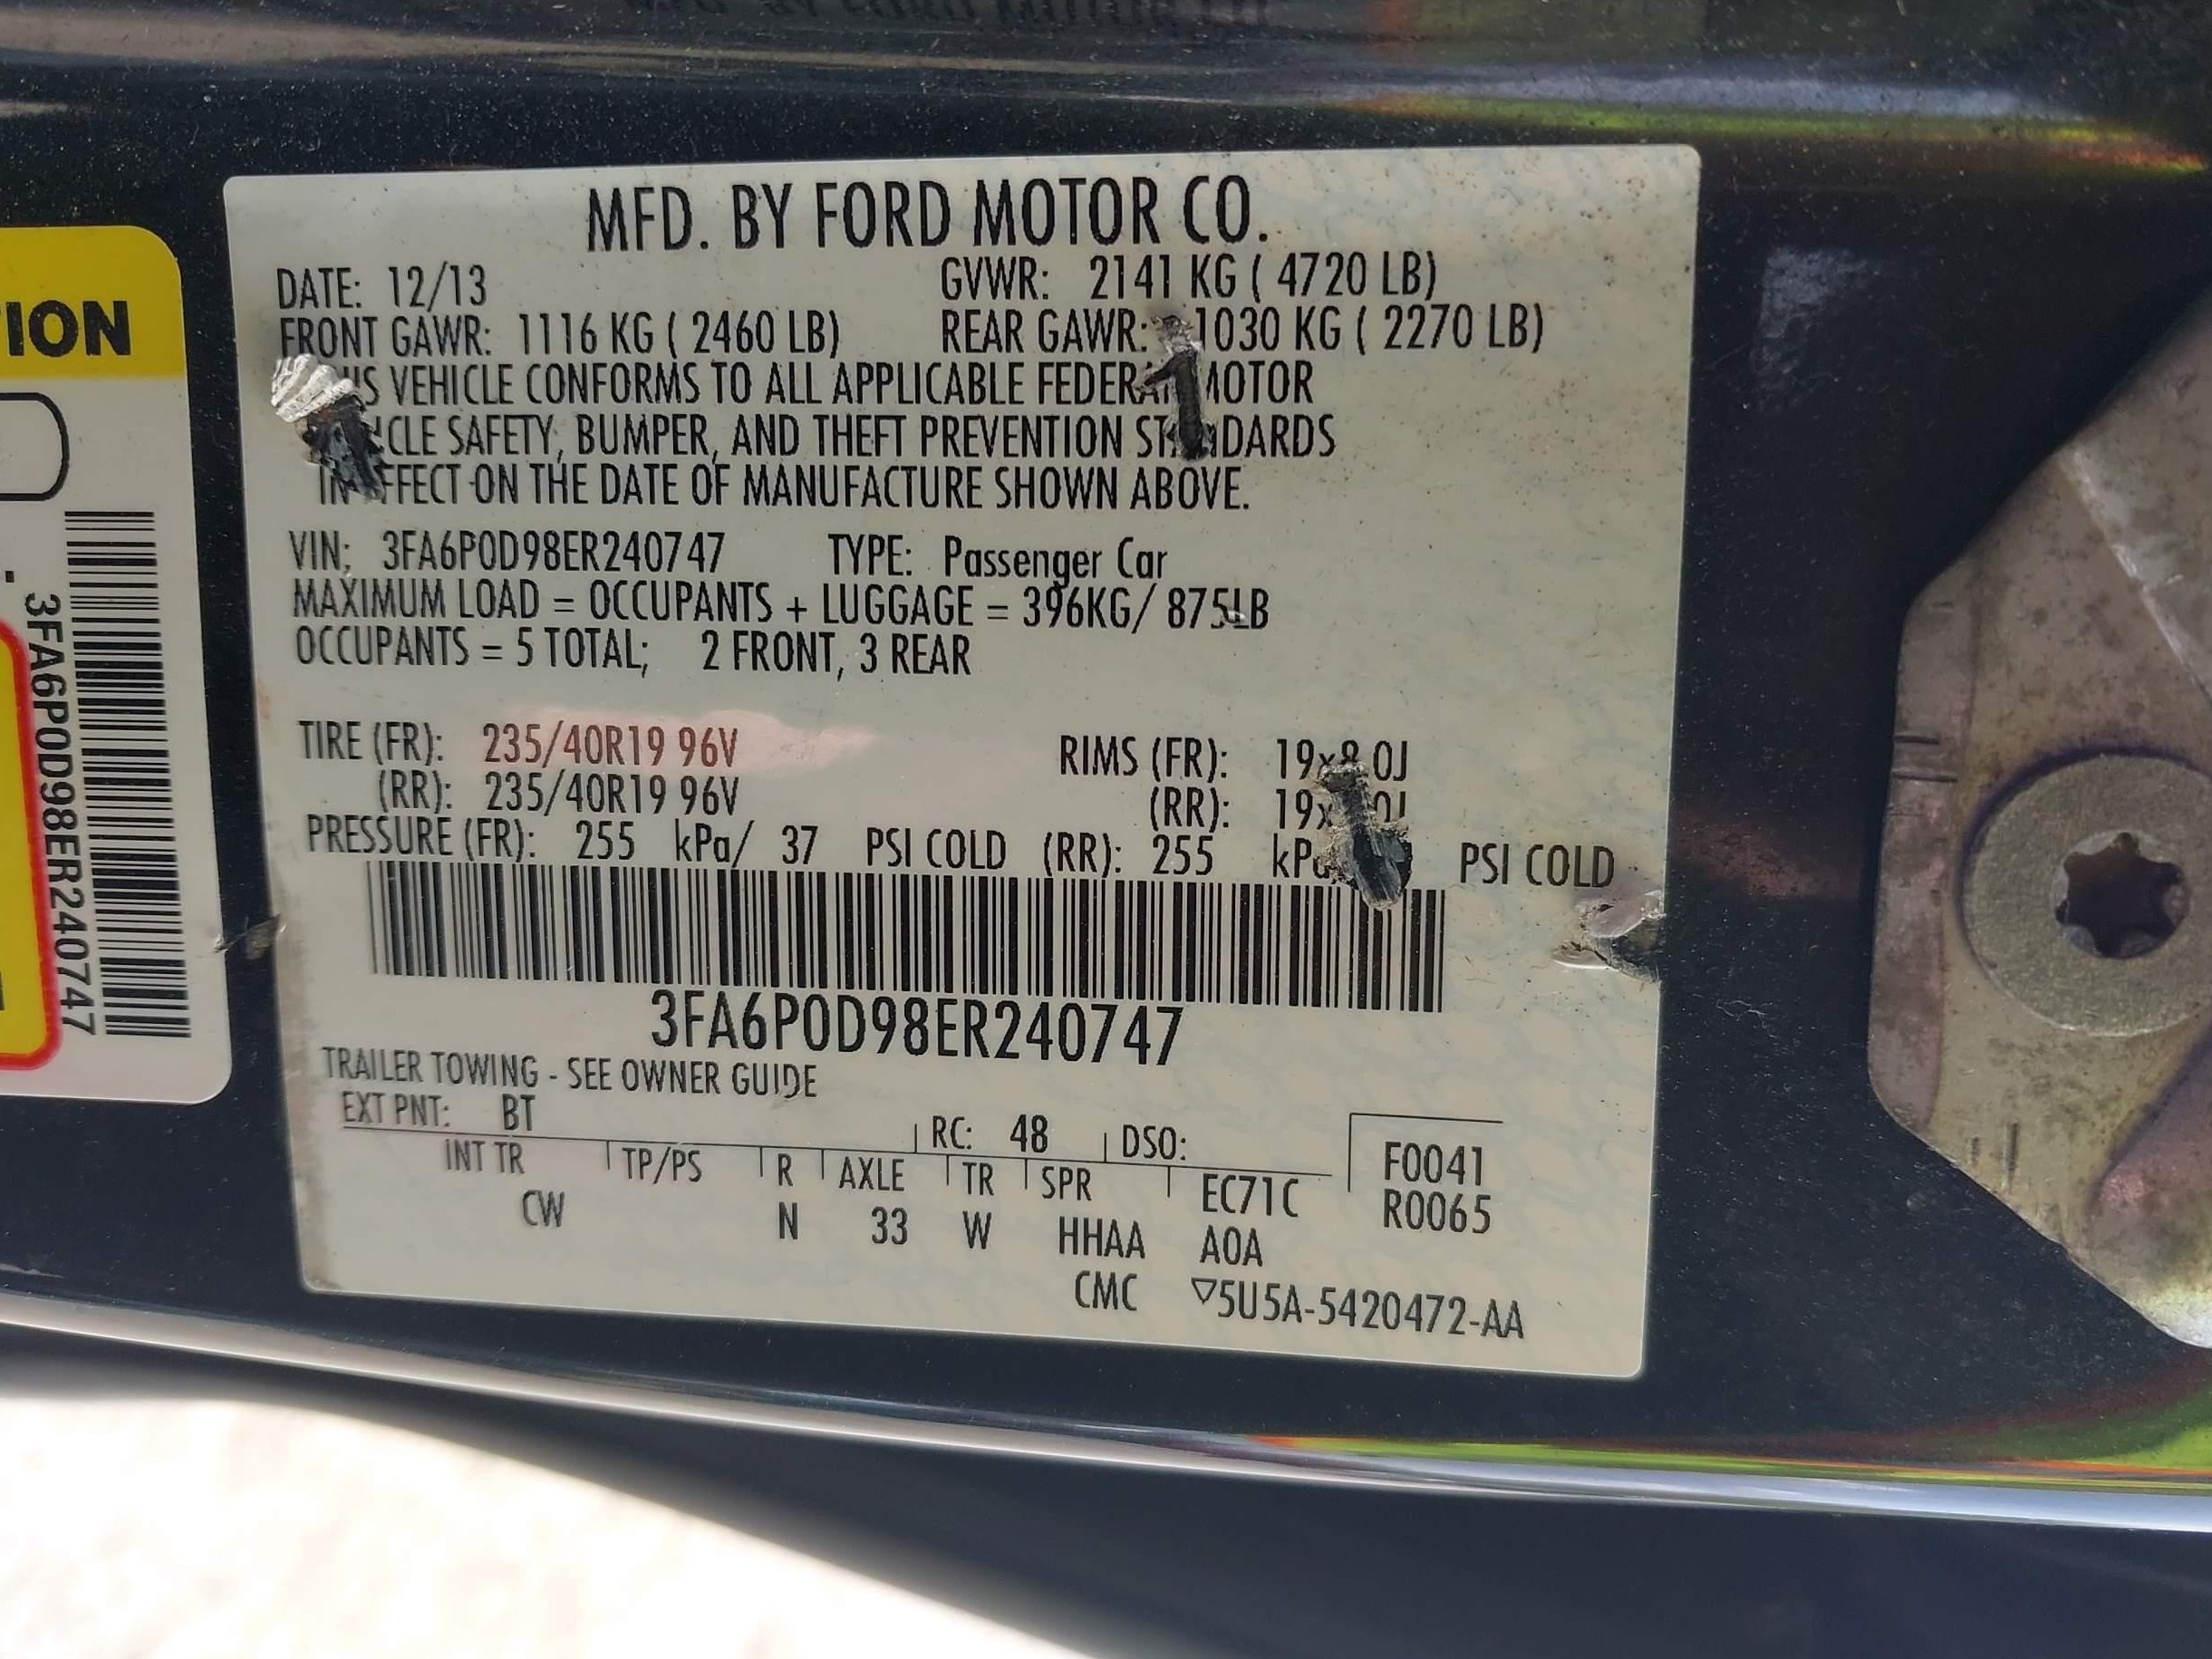 MFD. BY FORD MOTOR CO.
DATE: 12/13 GVWR: 2141 KG ( 4720 LB)
FRONT GAWR: 1116 KG ( 2460 LB) REAR GAWR: 1030 KG ( 2270 LB)
VEHICLE CONFORMS TO ALL APPLICABLE
SAFETY, BUMPER, AND THEFT PREVENTION
ON THE DATE OF MANUFACTURE SHOWN ABOVE.
VIN: 3FA6P0D98ER240747 TYPE: Passenger Car
MAXIMUM LOAD = OCCUPANTS + LUGGAGE = 396KG/ 875LB
OCCUPANTS = 5 TOTAL; 2 FRONT, 3 REAR
TIRE (FR): 235/40R19 96V RIMS (FR): 19x8.0J
(RR): 235/40R19 96V (RR):
PRESSURE (FR): 255 kPa/ 37 PSI COLD (RR): 255 PSI COLD
3FA6P0D98ER240747
TRAILER TOWING - SEE OWNER GUIDE
EXT PNT: BT RC: 48 DSO:
INT TR TP/PS R AXLE TR SPR EC71C F0041
CW N 33 W HHAA A0A R0065
CMC ▽5U5A-5420472-AA
TION
3FA6P0D98ER240747